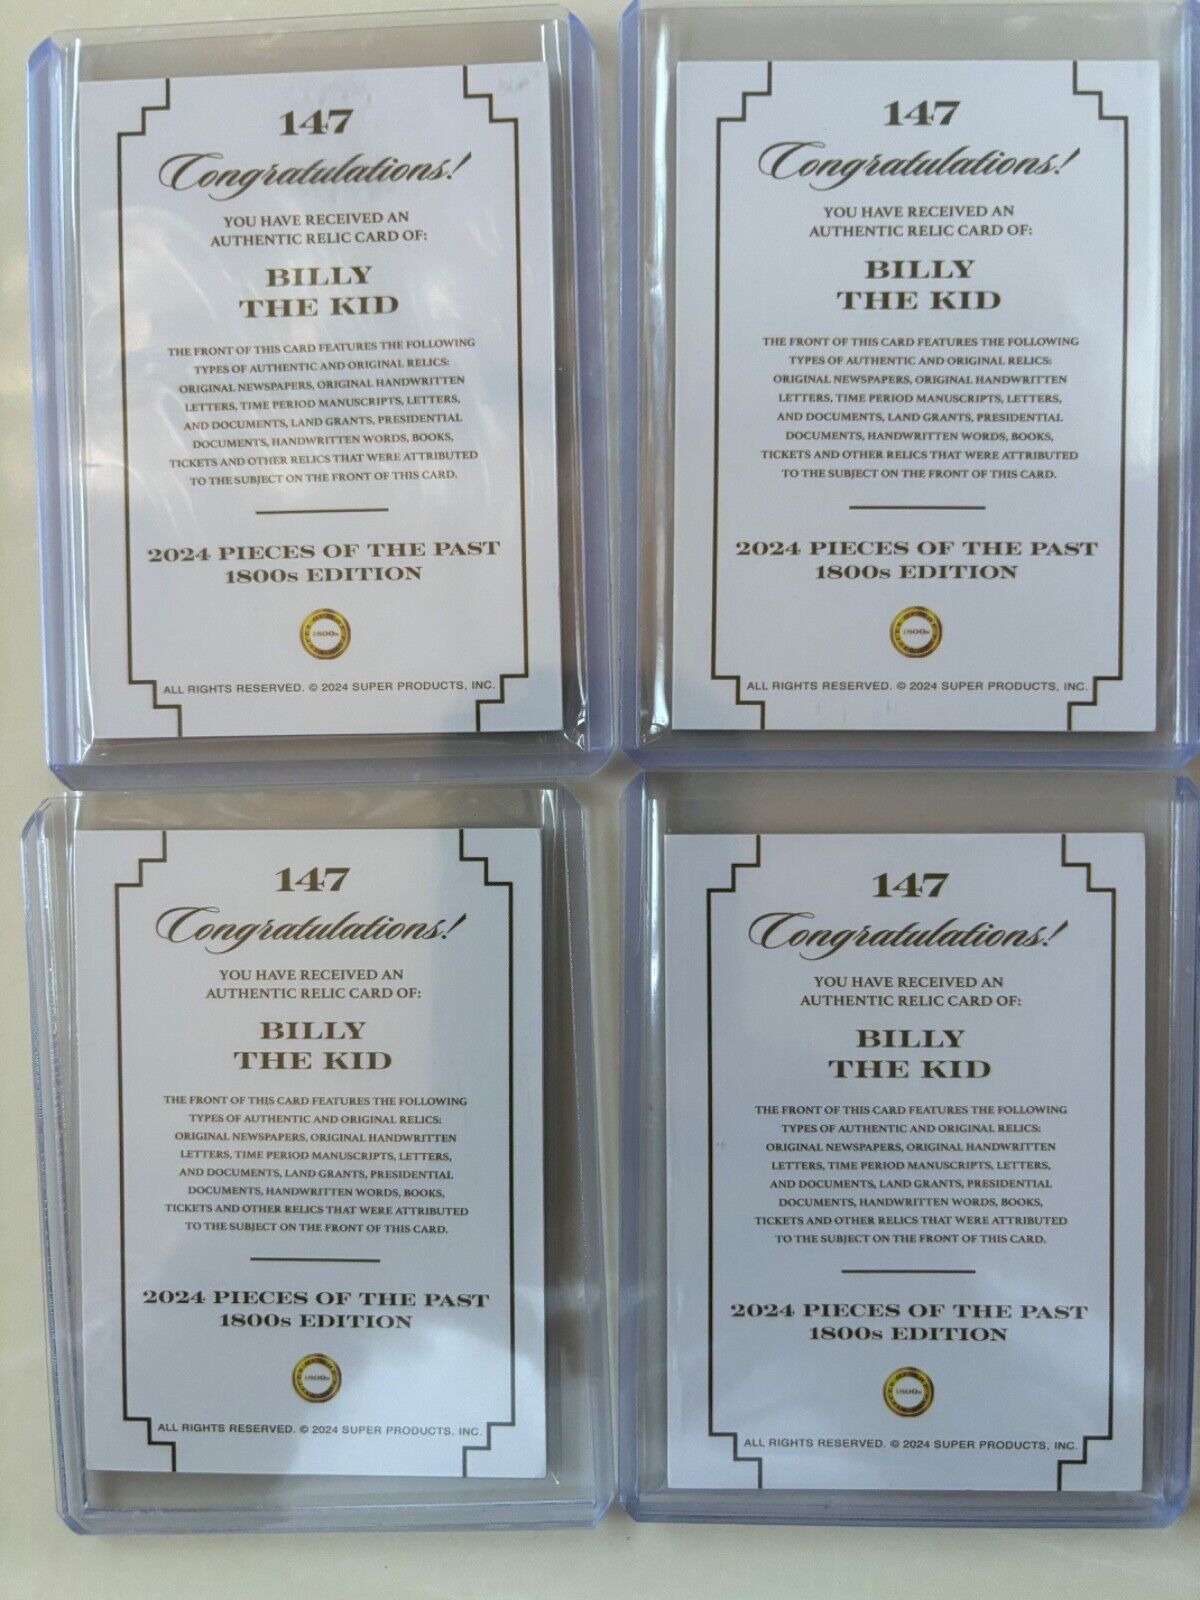 147
Congratulations!
YOU HAVE RECEIVED AN
AUTHENTIC RELIC CARD OF:
BILLY
THE KID
THE FRONT OF THIS CARD FEATURES THE FOLLOWING
TYPES OF AUTHENTIC AND ORIGINAL RELICS:
ORIGINAL NEWSPAPERS, ORIGINAL HANDWRITTEN
LETTERS, TIME PERIOD MANUSCRIPTS, LETTERS,
AND DOCUMENTS, LAND GRANTS, PRESIDENTIAL
DOCUMENTS, HANDWRITTEN WORDS, BOOKS,
TICKETS AND OTHER RELICS THAT WERE ATTRIBUTED
TO THE SUBJECT ON THE FRONT OF THIS CARD.
2024 PIECES OF THE PAST
1800s EDITION
1800s
ALL RIGHTS RESERVED. © 2024 SUPER PRODUCTS, INC.
147
Congratulations!
YOU HAVE RECEIVED AN
AUTHENTIC RELIC CARD OF:
BILLY
THE KID
THE FRONT OF THIS CARD FEATURES THE FOLLOWING
TYPES OF AUTHENTIC AND ORIGINAL RELICS:
ORIGINAL NEWSPAPERS, ORIGINAL HANDWRITTEN
LETTERS, TIME PERIOD MANUSCRIPTS, LETTERS,
AND DOCUMENTS, LAND GRANTS, PRESIDENTIAL
DOCUMENTS, HANDWRITTEN WORDS, BOOKS,
TICKETS AND OTHER RELICS THAT WERE ATTRIBUTED
TO THE SUBJECT ON THE FRONT OF THIS CARD.
2024 PIECES OF THE PAST
1800s EDITION
1800s
ALL RIGHTS RESERVED. © 2024 SUPER PRODUCTS, INC.
147
Congratulations!
YOU HAVE RECEIVED AN
AUTHENTIC RELIC CARD OF:
BILLY
THE KID
THE FRONT OF THIS CARD FEATURES THE FOLLOWING
TYPES OF AUTHENTIC AND ORIGINAL RELICS:
ORIGINAL NEWSPAPERS, ORIGINAL HANDWRITTEN
LETTERS, TIME PERIOD MANUSCRIPTS, LETTERS,
AND DOCUMENTS, LAND GRANTS, PRESIDENTIAL
DOCUMENTS, HANDWRITTEN WORDS, BOOKS,
TICKETS AND OTHER RELICS THAT WERE ATTRIBUTED
TO THE SUBJECT ON THE FRONT OF THIS CARD.
2024 PIECES OF THE PAST
1800s EDITION
1800s
ALL RIGHTS RESERVED. © 2024 SUPER PRODUCTS, INC.
147
Congratulations!
YOU HAVE RECEIVED AN
AUTHENTIC RELIC CARD OF:
BILLY
THE KID
THE FRONT OF THIS CARD FEATURES THE FOLLOWING
TYPES OF AUTHENTIC AND ORIGINAL RELICS:
ORIGINAL NEWSPAPERS, ORIGINAL HANDWRITTEN
LETTERS, TIME PERIOD MANUSCRIPTS, LETTERS,
AND DOCUMENTS, LAND GRANTS, PRESIDENTIAL
DOCUMENTS, HANDWRITTEN WORDS, BOOKS,
TICKETS AND OTHER RELICS THAT WERE ATTRIBUTED
TO THE SUBJECT ON THE FRONT OF THIS CARD.
2024 PIECES OF THE PAST
1800s EDITION
1800s
ALL RIGHTS RESERVED. © 2024 SUPER PRODUCTS, INC.